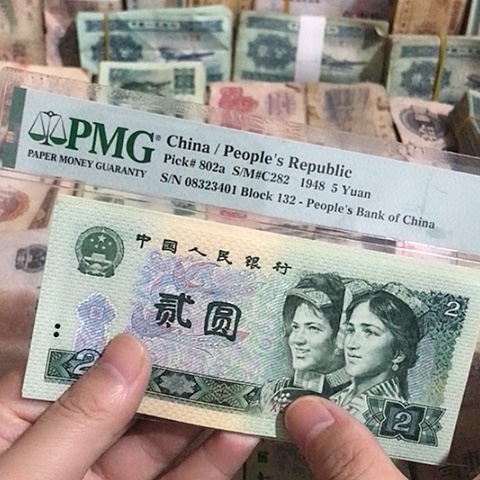 PMG®
PAPER MONEY GUARANTY
China / People's Republic
Pick# 802a S/M#C282 1948 5 Yuan
S/N 08323401 Block 132 - People's Bank of China
中国人民银行
贰圆
2
2
2